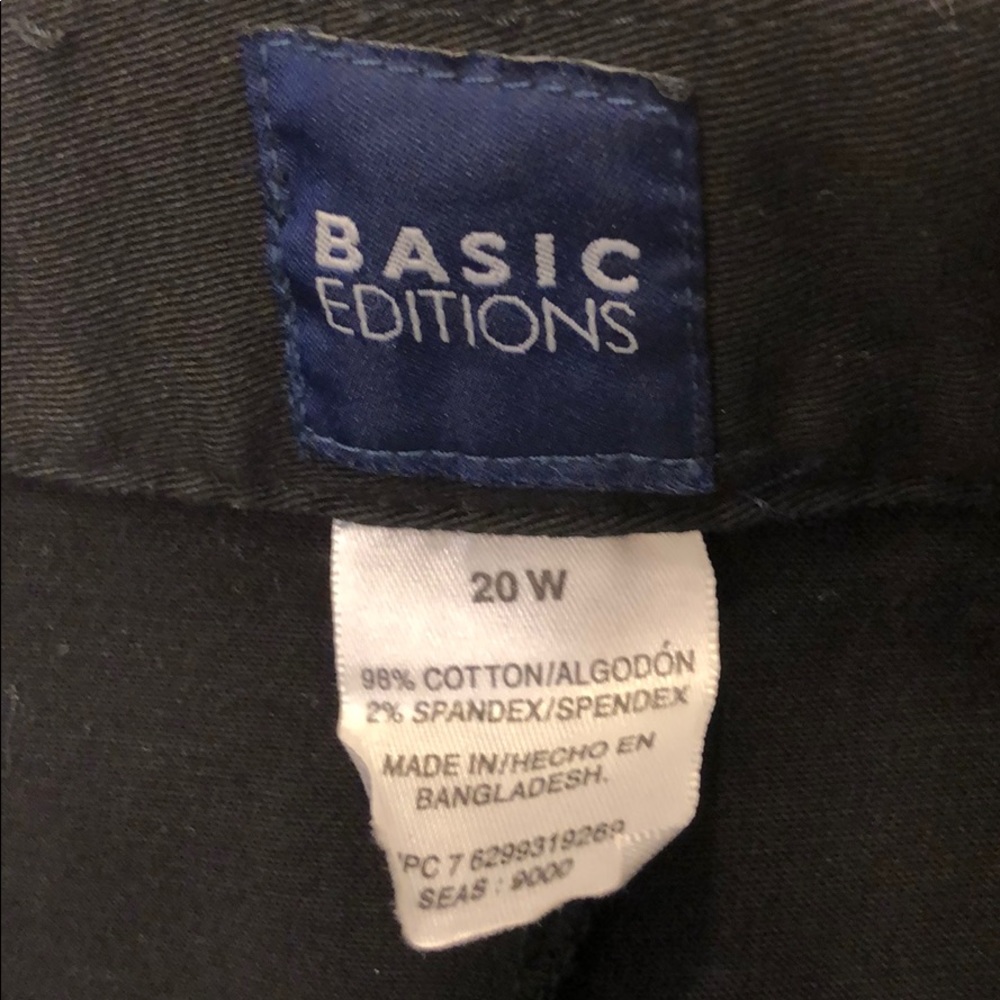 BASIC
EDITIONS
20 W
98% COTTON/ALGODÓN
2% SPANDEX/SPENDEX
MADE IN/HECHO EN
BANGLADESH.
PC 7 6299319269
SEAS : 9000